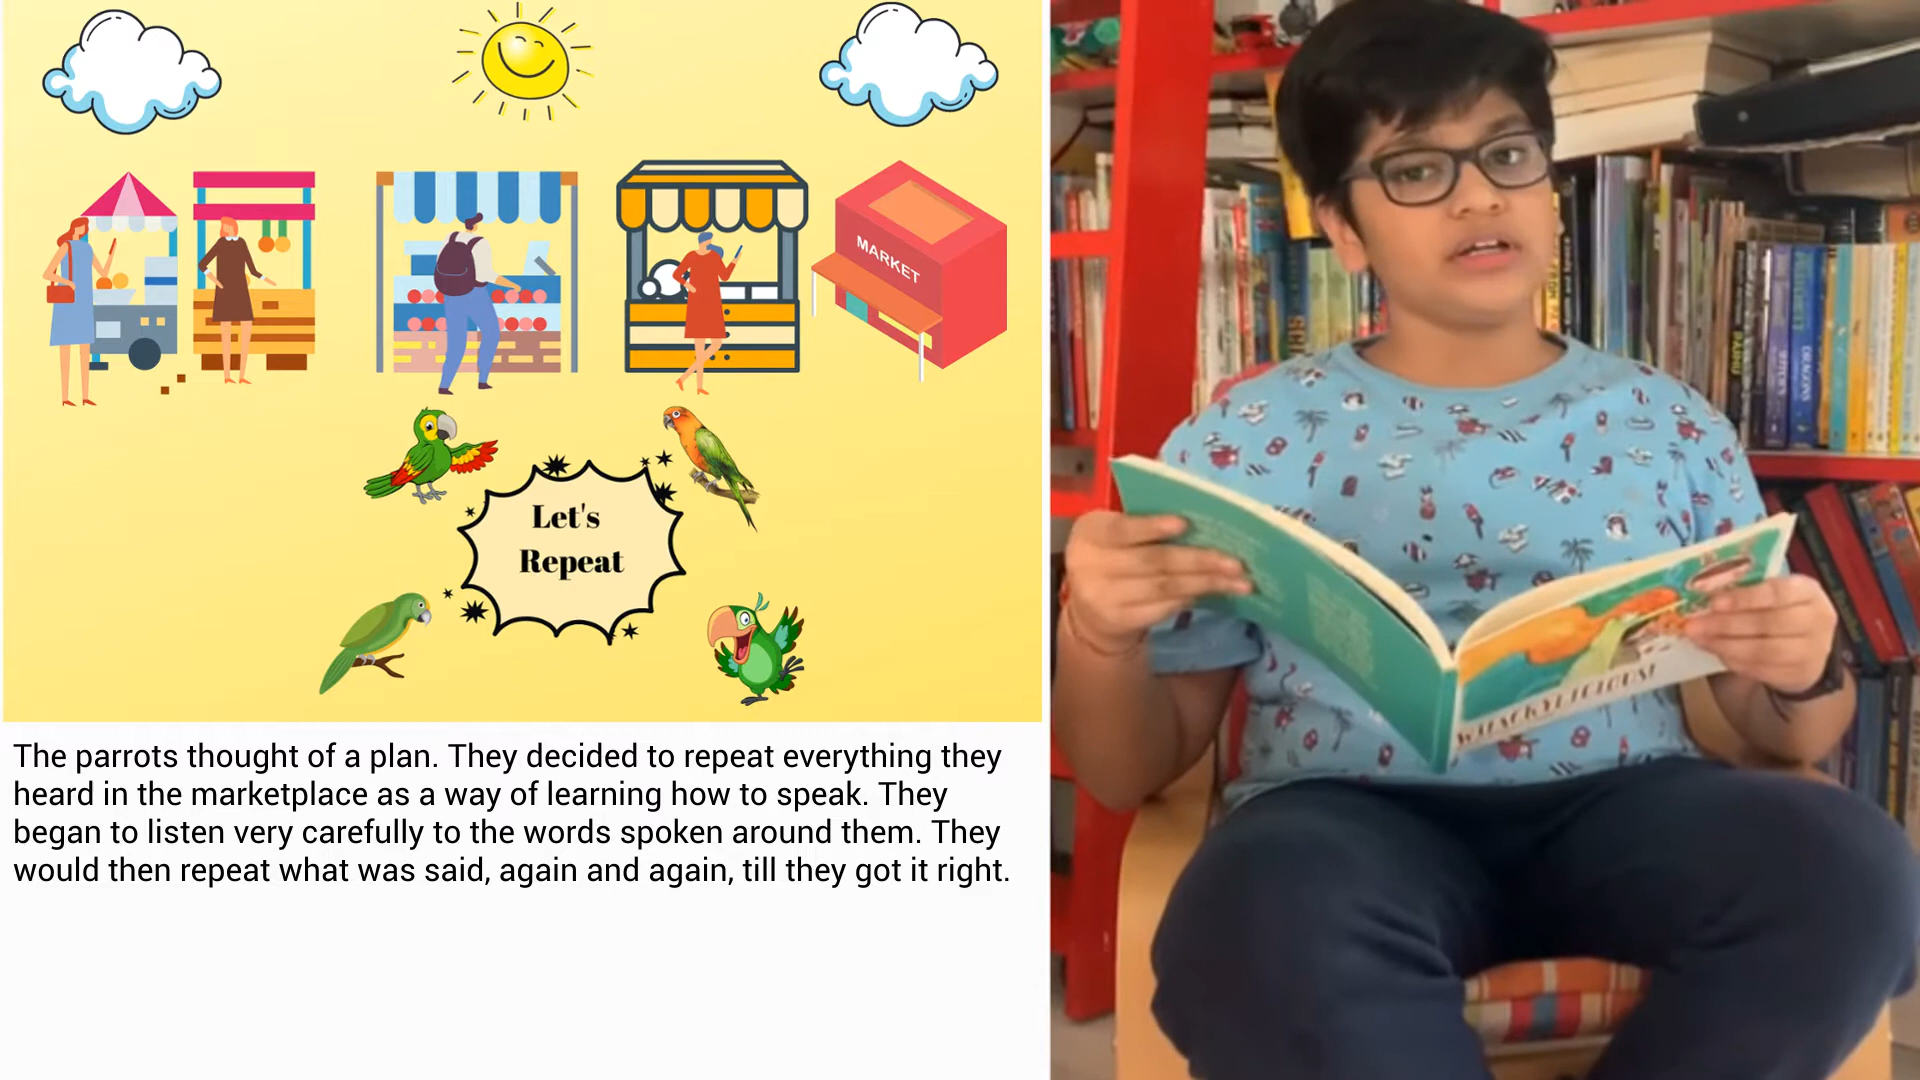 MARKET
Let's
Repeat
The parrots thought of a plan. They decided to repeat everything they
heard in the marketplace as a way of learning how to speak. They
began to listen very carefully to the words spoken around them. They
would then repeat what was said, again and again, till they got it right.